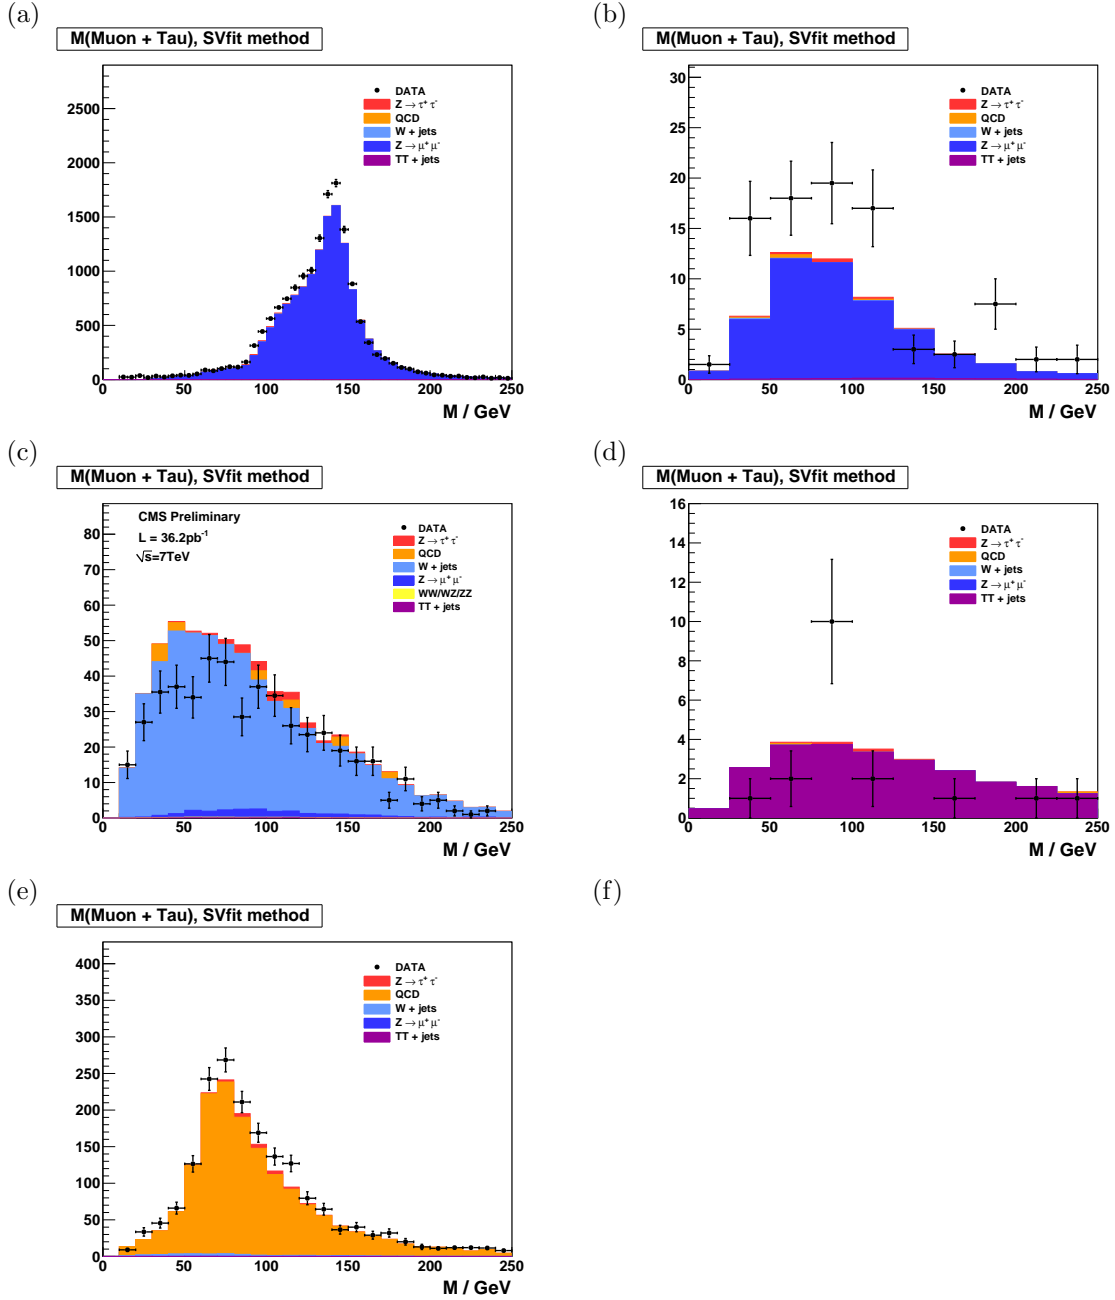 (a)
M(Muon + Tau), SVfit method
DATA
Z → τ⁺ τ⁻
QCD
W + jets
Z → μ⁺ μ⁻
TT + jets
2500
2000
1500
1000
500
0
0 50 100 150 200 250
M / GeV
(b)
M(Muon + Tau), SVfit method
DATA
Z → τ⁺ τ⁻
QCD
W + jets
Z → μ⁺ μ⁻
TT + jets
30
25
20
15
10
5
0
0 50 100 150 200 250
M / GeV
(c)
M(Muon + Tau), SVfit method
CMS Preliminary
L = 36.2pb⁻¹
√s=7TeV
DATA
Z → τ⁺ τ⁻
QCD
W + jets
Z → μ⁺ μ⁻
WW/WZ/ZZ
TT + jets
80
70
60
50
40
30
20
10
0
0 50 100 150 200 250
M / GeV
(d)
M(Muon + Tau), SVfit method
DATA
Z → τ⁺ τ⁻
QCD
W + jets
Z → μ⁺ μ⁻
TT + jets
16
14
12
10
8
6
4
2
0
0 50 100 150 200 250
M / GeV
(e)
M(Muon + Tau), SVfit method
DATA
Z → τ⁺ τ⁻
QCD
W + jets
Z → μ⁺ μ⁻
TT + jets
400
350
300
250
200
150
100
50
0
0 50 100 150 200 250
M / GeV
(f)